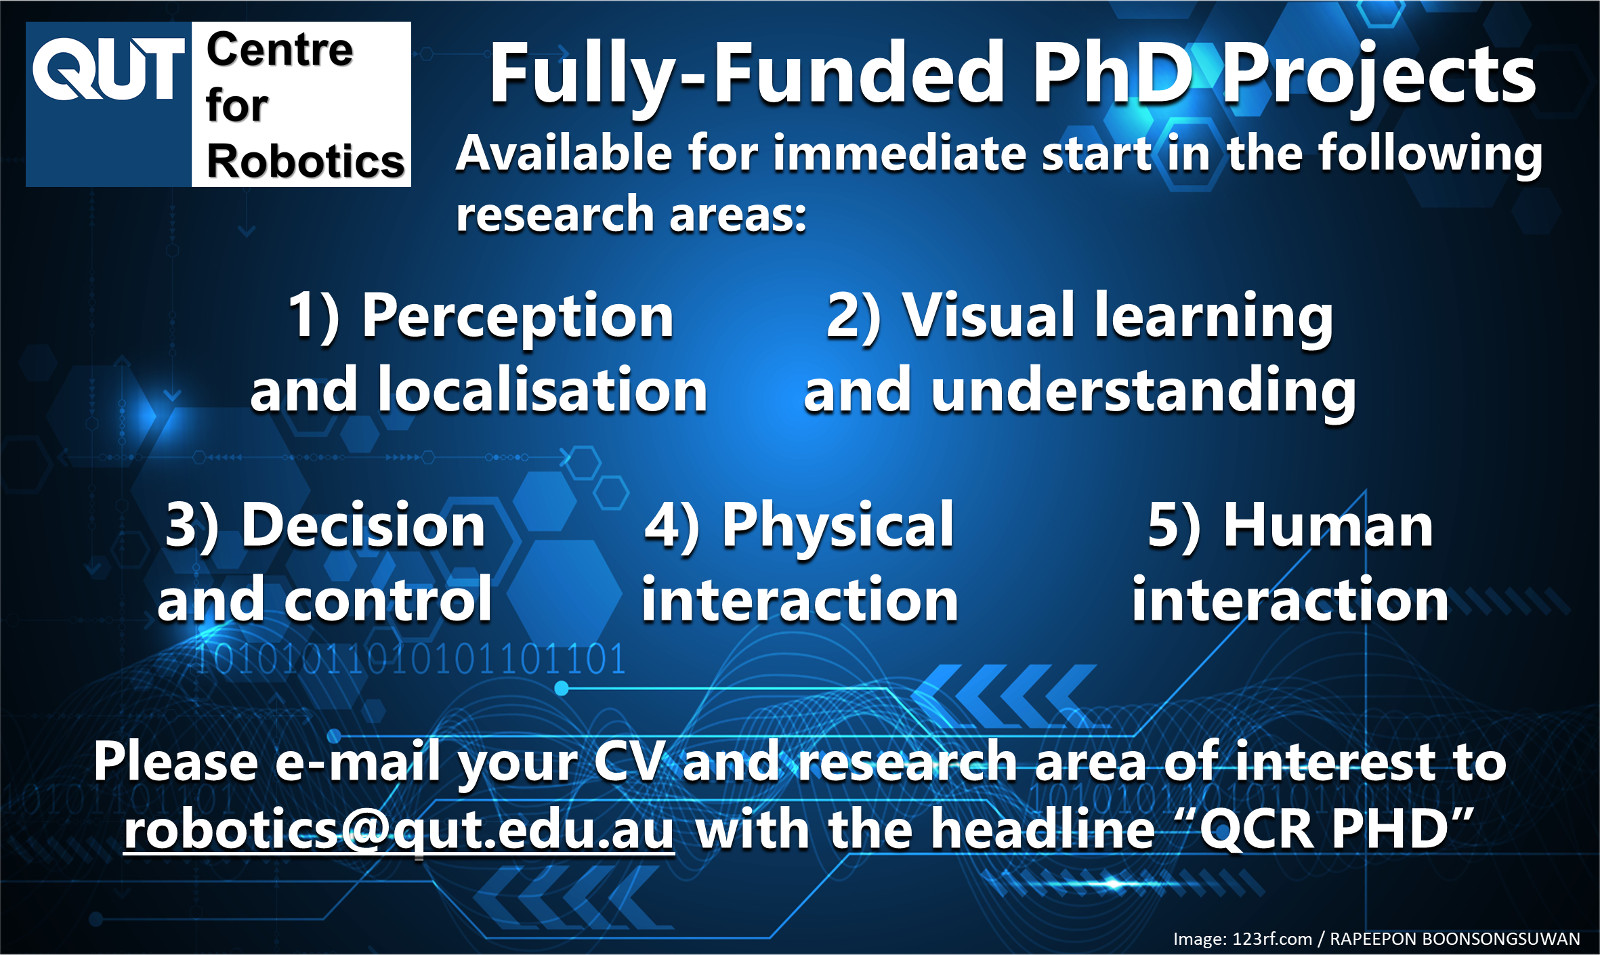 QUT
Centre
for
Robotics
Fully-Funded PhD Projects
Available for immediate start in the following
research areas:
1) Perception
and localisation
2) Visual learning
and understanding
3) Decision
and control
4) Physical
interaction
5) Human
interaction
10101011010101101101
Please e-mail your CV and research area of interest to
robotics@qut.edu.au with the headline “QCR PHD”
Image: 123rf.com / RAPEEPON BOONSONGSUWAN